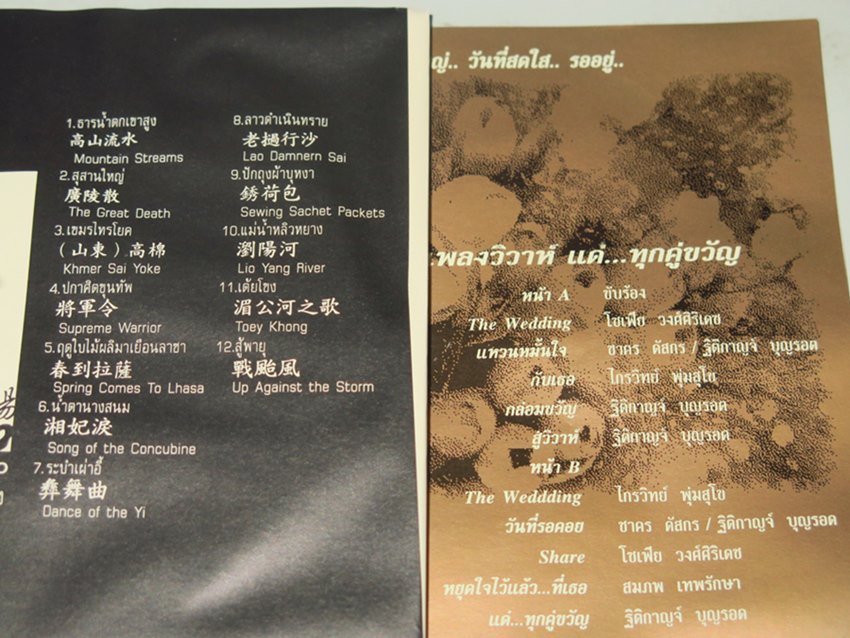 1.ธารน้ำตกเขาสูง
高山流水
Mountain Streams
2.สุสานใหญ่
廣陵散
The Great Death
3.เขมรไทรโยค
(山東)高棉
Khmer Sai Yoke
4.ปกาศิตขุนทัพ
將軍令
Supreme Warrior
5.ฤดูใบไม้ผลิมาเยือนลาซา
春到拉薩
Spring Comes To Lhasa
6.น้ำตานางสนม
湘妃淚
Song of the Concubine
7.ระบำเผ่าอี้
彝舞曲
Dance of the Yi
8.ลาวดำเนินทราย
老撾行沙
Lao Damnern Sai
9.ปักถุงผ้าบุหงา
銹荷包
Sewing Sachet Packets
10.แม่น้ำหลิวหยาง
瀏陽河
Lio Yang River
11.เต้ยโขง
湄公河之歌
Toey Khong
12.สู้พายุ
戰颱風
Up Against the Storm
วันที่สดใส.. รออยู่..
เพลงวิวาห์ แด่...ทุกคู่ขวัญ
หน้า A ขับร้อง
The Wedding โซเฟีย วงศ์ศิริเดช
แหวนหมั้นใจ ชาคร ดัสกร / ฐิติกาญจ์ บุญรอด
กับเธอ ไกรวิทย์ พุ่มสุโข
กล่อมขวัญ ฐิติกาญจ์ บุญรอด
สู่วิวาห์ ฐิติกาญจ์ บุญรอด
หน้า B
The Weddding ไกรวิทย์ พุ่มสุโข
วันที่รอคอย ชาคร ดัสกร / ฐิติกาญจ์ บุญรอด
Share โซเฟีย วงศ์ศิริเดช
หยุดใจไว้แล้ว...ที่เธอ สมภพ เทพรักษา
แด่...ทุกคู่ขวัญ ฐิติกาญจ์ บุญรอด